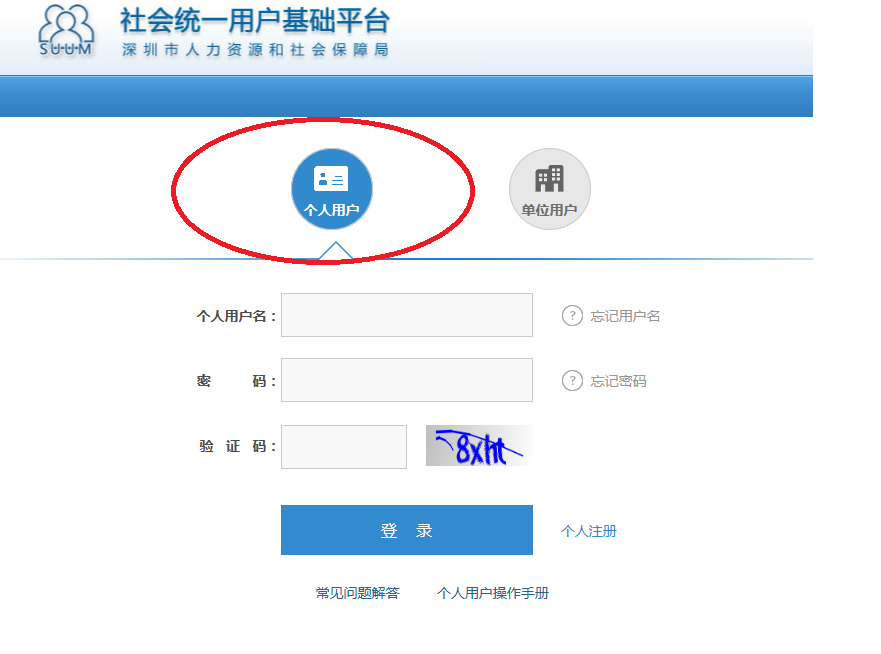 社会统一用户基础平台
SUUM
深圳市人力资源和社会保障局
个人用户
单位用户
个人用户名：
? 忘记用户名
密 码：
? 忘记密码
验 证 码：
8xht
登 录
个人注册
常见问题解答 个人用户操作手册